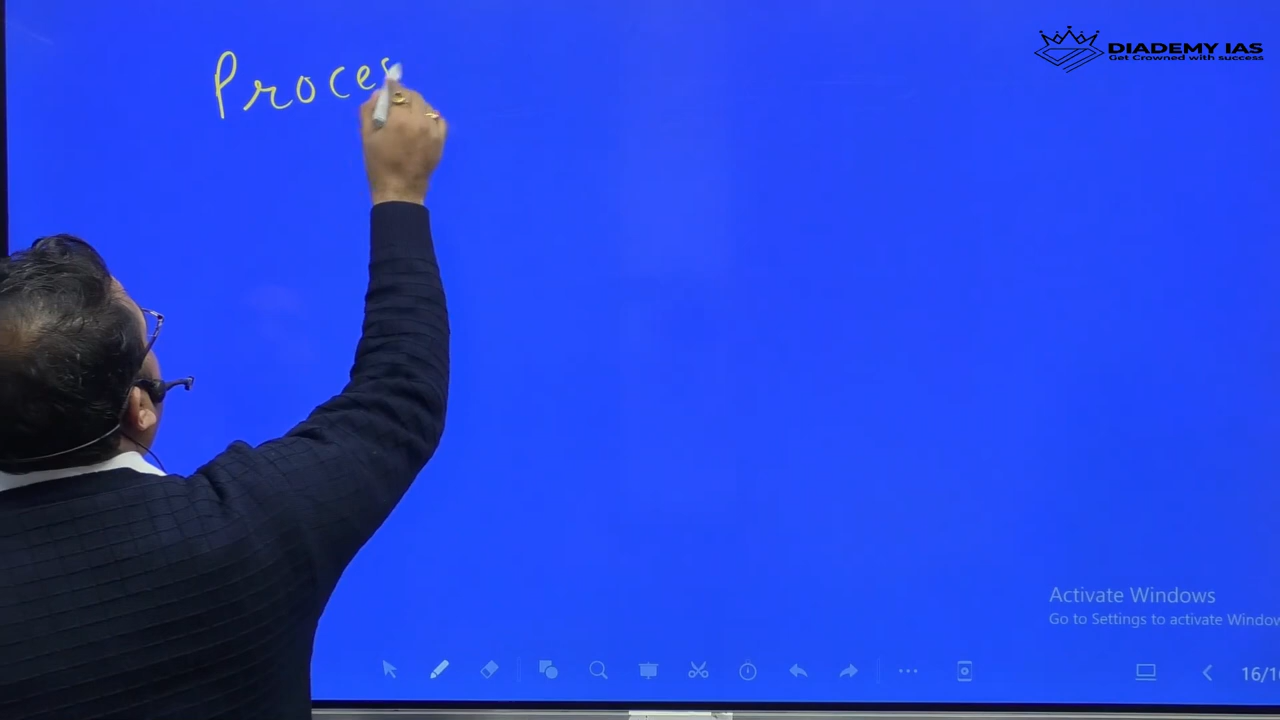 DIADEMY IAS
Get Crowned with success
Proces
Activate Windows
Go to Settings to activate Window
16/1